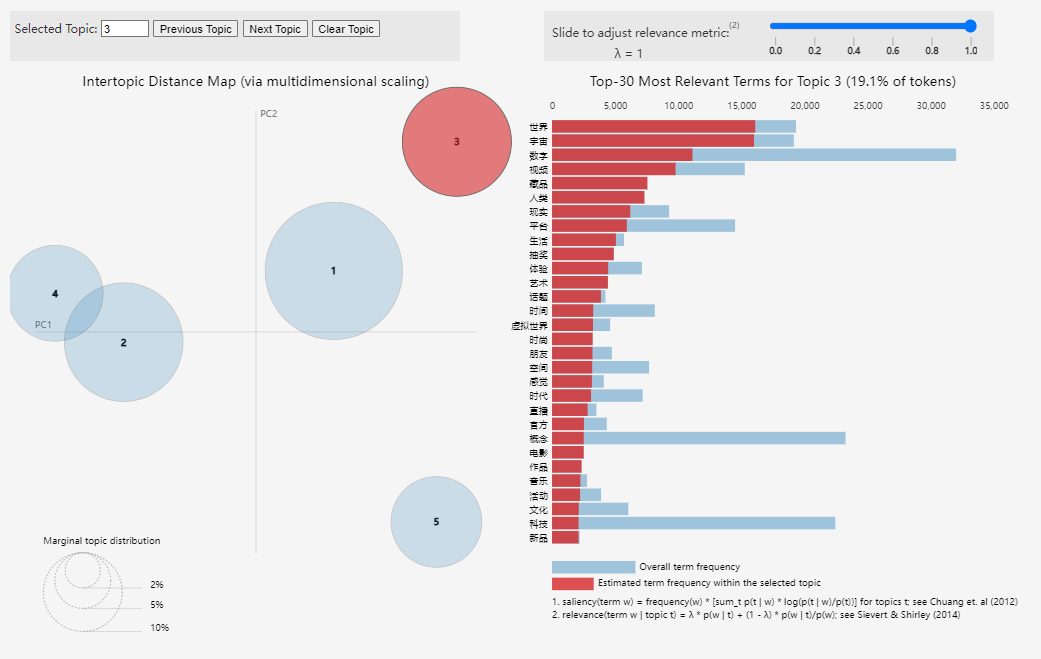 Selected Topic: 3 Previous Topic Next Topic Clear Topic
Slide to adjust relevance metric:(2)
λ = 1
0.0 0.2 0.4 0.6 0.8 1.0
Intertopic Distance Map (via multidimensional scaling)
PC2
PC1
3
1
4
2
5
Marginal topic distribution
2%
5%
10%
Top-30 Most Relevant Terms for Topic 3 (19.1% of tokens)
0 5,000 10,000 15,000 20,000 25,000 30,000 35,000
世界
宇宙
数字
视频
藏品
人类
现实
平台
生活
抽奖
体验
艺术
话题
时间
虚拟世界
时尚
朋友
空间
感觉
时代
直播
官方
概念
电影
作品
音乐
活动
文化
科技
新品
Overall term frequency
Estimated term frequency within the selected topic
1. saliency(term w) = frequency(w) * [sum_t p(t | w) * log(p(t | w)/p(t))] for topics t; see Chuang et. al (2012)
2. relevance(term w | topic t) = λ * p(w | t) + (1 - λ) * p(w | t)/p(w); see Sievert & Shirley (2014)